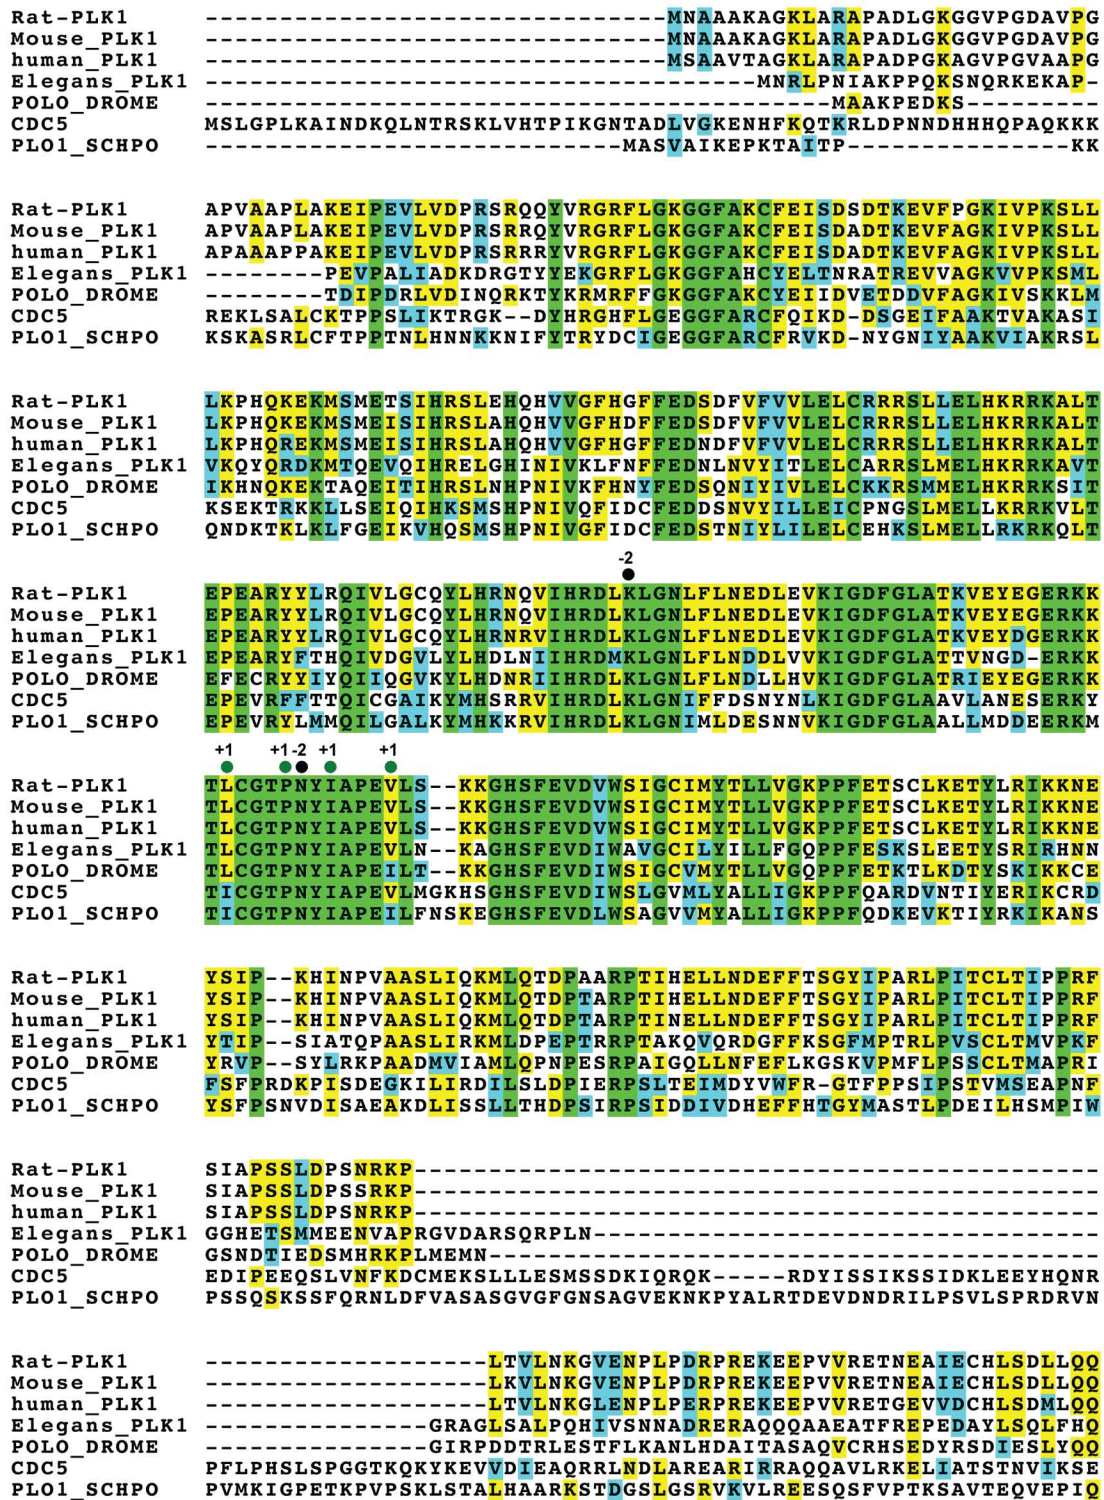 Rat-PLK1 -------------------------------MNAAAKAGKLARAPADLGKGGVPGDAVPG
Mouse_PLK1 -------------------------------MNAAAKAGKLARAPADLGKGGVPGDAVPG
human_PLK1 -------------------------------MSAAVTAGKLARAPADPGKAGVPGVAAPG
Elegans_PLK1 -------------------------------------MNRLPNIAKPPQKSNQRKEKAP-
POLO_DROME ------------------------------------------MAAKPEDKS---------
CDC5 MSLGPLKAINDKQLNTRSKLVHTPIKGNTADLVGKENHFKQTKRLDPNNDHHHQPAQKKK
PLO1_SCHPO ----------------------------MASVAIKEPKTAITP---------------KK
Rat-PLK1 APVAAPLAKEIPEVLVDPRSRQQYVRGRFLGKGGFAKCFEISDSDTKEVFPGKIVPKSLL
Mouse_PLK1 APVAAPLAKEIPEVLVDPRSRRQYVRGRFLGKGGFAKCFEISDADTKEVFAGKIVPKSLL
human_PLK1 APAAAPPAKEIPEVLVDPRSRRRYVRGRFLGKGGFAKCFEISDADTKEVFAGKIVPKSLL
Elegans_PLK1 --------PEVPALIADKDRGTYYEKGRFLGKGGFAHCYELTNRATREVVAGKVVPKSML
POLO_DROME --------TDIPDRLVDINQRKTYKRMRFFGKGGFAKCYEIIDVETDDVFAGKIVSKKLM
CDC5 REKLSALCKTPPSLIKTRGK--DYHRGHFLGEGGFARCFQIKD-DSGEIFAAKTVAKASI
PLO1_SCHPO KSKASRLCFTPPTNLHNNKKNIFYTRYDCIGEGGFARCFRVKD-NYGNIYAAKVIAKRSL
Rat-PLK1 LKPHQKEKMSMETSIHRSLEHQHVVGFHGFFEDSDFVFVVLELCRRRSLLELHKRRKALT
Mouse_PLK1 LKPHQKEKMSMEISIHRSLAHQHVVGFHDFFEDSDFVFVVLELCRRRSLLELHKRRKALT
human_PLK1 LKPHQREKMSMEISIHRSLAHQHVVGFHGFFEDNDFVFVVLELCRRRSLLELHKRRKALT
Elegans_PLK1 VKQYQRDKMTQEVQIHRELGHINIVKLFNFFEDNLNVYITLELCARRSLMELHKRRKAVT
POLO_DROME IKHNQKEKTAQEITIHRSLNHPNIVKFHNYFEDSQNIYIVLELCKKRSMMELHKRRKSIT
CDC5 KSEKTRKKLLSEIQIHKSMSHPNIVQFIDCFEDDSNVYILLEICPNGSLMELLKRRKVLT
PLO1_SCHPO QNDKTKLKLFGEIKVHQSMSHPNIVGFIDCFEDSTNIYLILELCEHKSLMELLRKRKQLT
-2
Rat-PLK1 EPEARYYLRQIVLGCQYLHRNQVIHRDLKLGNLFLNEDLEVKIGDFGLATKVEYEGERKK
Mouse_PLK1 EPEARYYLRQIVLGCQYLHRNQVIHRDLKLGNLFLNEDLEVKIGDFGLATKVEYEGERKK
human_PLK1 EPEARYYLRQIVLGCQYLHRNRVIHRDLKLGNLFLNEDLEVKIGDFGLATKVEYDGERKK
Elegans_PLK1 EPEARYFTHQIVDGVLYLHDLNIIHRDMKLGNLFLNDDLVVKIGDFGLATTVNGD-ERKK
POLO_DROME EFECRYYIYQIIQGVKYLHDNRIIHRDLKLGNLFLNDLLHVKIGDFGLATRIEYEGERKK
CDC5 EPEVRFFTTQICGAIKYMHSRRVIHRDLKLGNIFFDSNYNLKIGDFGLAAVLANESERKY
PLO1_SCHPO EPEVRYLMMQILGALKYMHKKRVIHRDLKLGNIMLDESNNVKIGDFGLAALLMDDEERKM
+1 +1 -2 +1 +1
Rat-PLK1 TLCGTPNYIAPEVLS--KKGHSFEVDVWSIGCIMYTLLVGKPPFETSCLKETYLRIKKNE
Mouse_PLK1 TLCGTPNYIAPEVLS--KKGHSFEVDVWSIGCIMYTLLVGKPPFETSCLKETYLRIKKNE
human_PLK1 TLCGTPNYIAPEVLS--KKGHSFEVDVWSIGCIMYTLLVGKPPFETSCLKETYLRIKKNE
Elegans_PLK1 TLCGTPNYIAPEVLN--KAGHSFEVDIWAVGCILYILLFGQPPFESKSLEETYSRIRHNN
POLO_DROME TLCGTPNYIAPEILT--KKGHSFEVDIWSIGCVMYTLLVGQPPFETKTLKDTYSKIKKCE
CDC5 TICGTPNYIAPEVLMGKHSGHSFEVDIWSLGVMLYALLIGKPPFQARDVNTIYERIKCRD
PLO1_SCHPO TICGTPNYIAPEILFNSKEGHSFEVDLWSAGVVMYALLIGKPPFQDKEVKTIYRKIKANS
Rat-PLK1 YSIP--KHINPVAASLIQKMLQTDPAARPTIHELLNDEFFTSGYIPARLPITCLTIPPRF
Mouse_PLK1 YSIP--KHINPVAASLIQKMLQTDPTARPTIHELLNDEFFTSGYIPARLPITCLTIPPRF
human_PLK1 YSIP--KHINPVAASLIQKMLQTDPTARPTINELLNDEFFTSGYIPARLPITCLTIPPRF
Elegans_PLK1 YTIP--SIATQPAASLIRKMLDPEPTRRPTAKQVQRDGFFKSGFMPTRLPVSCLTMVPKF
POLO_DROME YRVP--SYLRKPAADMVIAMLQPNPESRPAIGQLLNFEFLKGSKVPMFLPSSCLTMAPRI
CDC5 FSFPRDKPISDEGKILIRDILSLDPIERPSLTEIMDYVWFR-GTFPPSIPSTVMSEAPNF
PLO1_SCHPO YSFPSNVDISAEAKDLISSLLTHDPSIRPSIDDIVDHEFFHTGYMASTLPDEILHSMPIW
Rat-PLK1 SIAPSSLDPSNRKP----------------------------------------------
Mouse_PLK1 SIAPSSLDPSSRKP----------------------------------------------
human_PLK1 SIAPSSLDPSNRKP----------------------------------------------
Elegans_PLK1 GGHETSMMEENVAPRGVDARSQRPLN----------------------------------
POLO_DROME GSNDTIEDSMHRKPLMEMN-----------------------------------------
CDC5 EDIPEEQSLVNFKDCMEKSLLLESMSSDKIQRQK-----RDYISSIKSSIDKLEEYHQNR
PLO1_SCHPO PSSQSKSSFQRNLDFVASASGVGFGNSAGVEKNKPYALRTDEVDNDRILPSVLSPRDRVN
Rat-PLK1 -------------------LTVLNKGVENPLPDRPREKEEPVVRETNEAIECHLSDLLQQ
Mouse_PLK1 -------------------LKVLNKGVENPLPDRPREKEEPVVRETNEAIECHLSDLLQQ
human_PLK1 -------------------LTVLNKGLENPLPERPREKEEPVVRETGEVVDCHLSDMLQQ
Elegans_PLK1 ---------------GRAGLSALPQHIVSNNADRERAQQQAAEATFREPEDAYLSQLFHQ
POLO_DROME ---------------GIRPDDTRLESTFLKANLHDAITASAQVCRHSEDYRSDIESLYQQ
CDC5 PFLPHSLSPGGTKQKYKEVVDIEAQRRLNDLAREARIRRAQQAVLRKELIATSTNVIKSE
PLO1_SCHPO PVMKIGPETKPVPSKLSTALHAARKSTDGSLGSRVKVLREESQSFVPTKSAVTEQVEPIQ